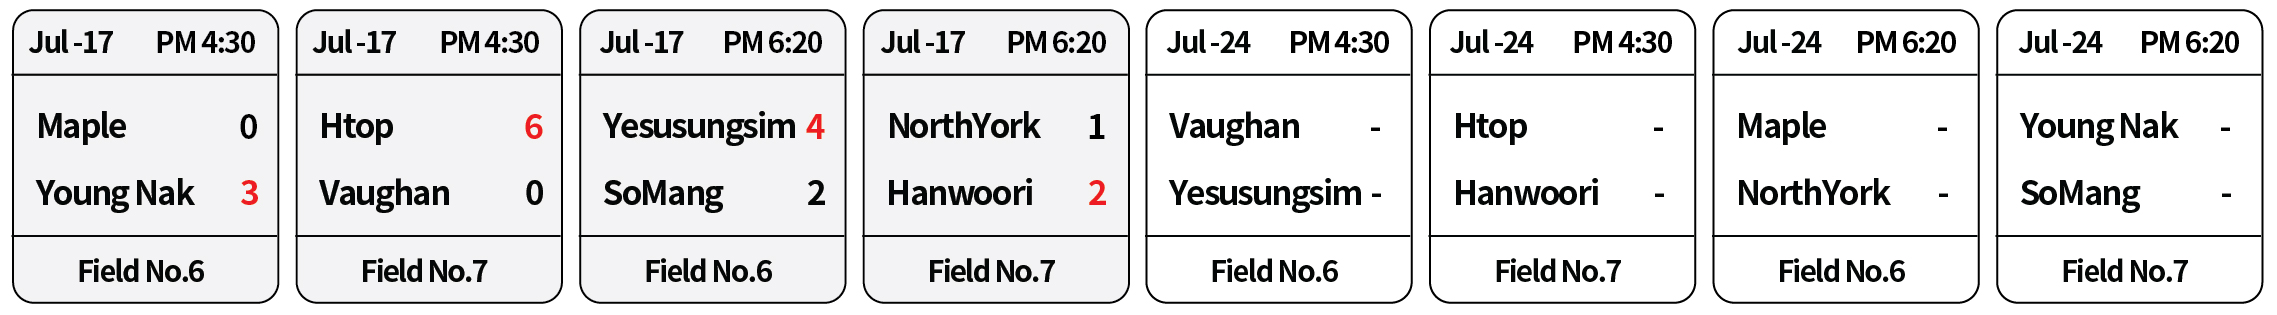 Jul -17 PM 4:30
Maple 0
Young Nak 3
Field No.6
Jul -17 PM 4:30
Htop 6
Vaughan 0
Field No.7
Jul -17 PM 6:20
Yesusungsim 4
SoMang 2
Field No.6
Jul -17 PM 6:20
NorthYork 1
Hanwoori 2
Field No.7
Jul -24 PM 4:30
Vaughan -
Yesusungsim -
Field No.6
Jul -24 PM 4:30
Htop -
Hanwoori -
Field No.7
Jul -24 PM 6:20
Maple -
NorthYork -
Field No.6
Jul -24 PM 6:20
Young Nak -
SoMang -
Field No.7